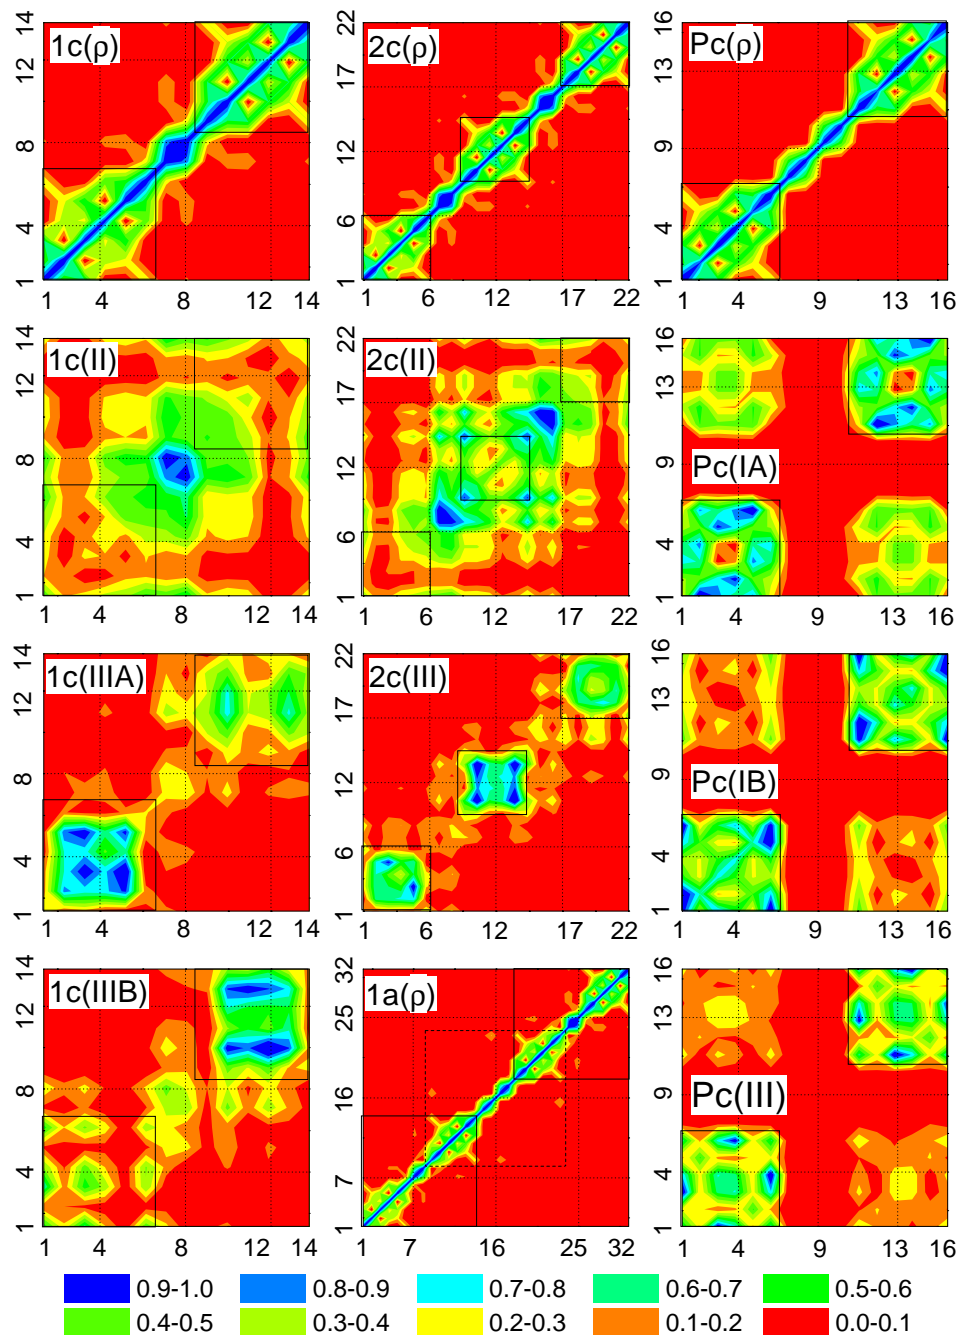 14 12 8 4 1
1c(ρ)
1 4 8 12 14
22 17 12 6 1
2c(ρ)
1 6 12 17 22
16 13 9 4 1
Pc(ρ)
1 4 9 13 16
14 12 8 4 1
1c(II)
1 4 8 12 14
22 17 12 6 1
2c(II)
1 6 12 17 22
16 13 9 4 1
Pc(IA)
1 4 9 13 16
14 12 8 4 1
1c(IIIA)
1 4 8 12 14
22 17 12 6 1
2c(III)
1 6 12 17 22
16 13 9 4 1
Pc(IB)
1 4 9 13 16
14 12 8 4 1
1c(IIIB)
1 4 8 12 14
32 25 16 7 1
1a(ρ)
1 7 16 25 32
16 13 9 4 1
Pc(III)
1 4 9 13 16
0.9-1.0 0.8-0.9 0.7-0.8 0.6-0.7 0.5-0.6
0.4-0.5 0.3-0.4 0.2-0.3 0.1-0.2 0.0-0.1